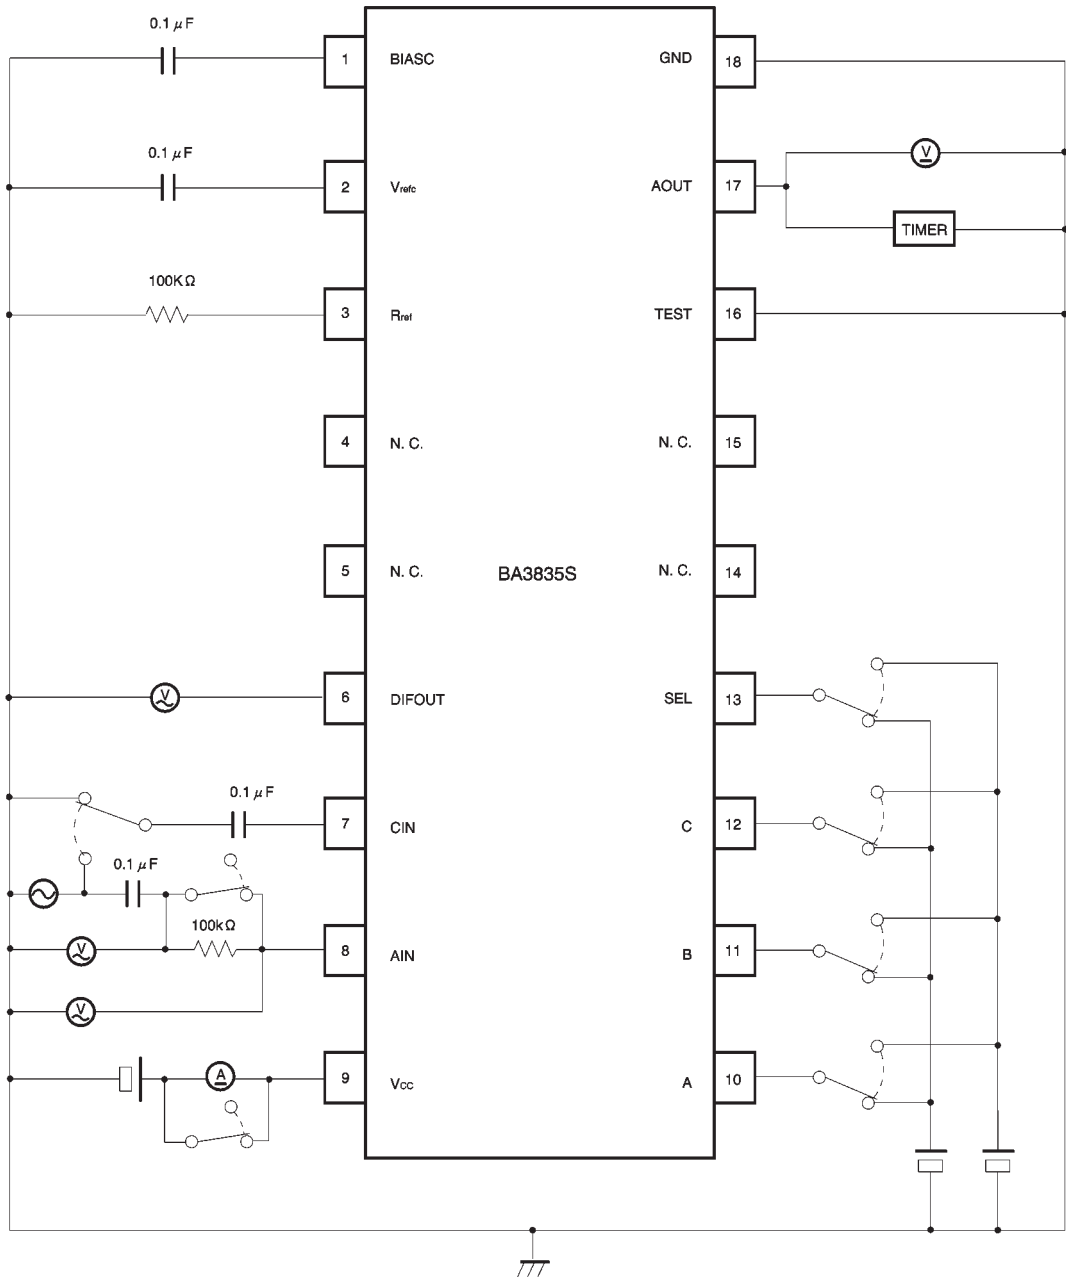 0.1 μF
1 BIASC GND 18
0.1 μF
V
2 Vrefc AOUT 17
TIMER
100KΩ
3 Rref TEST 16
4 N. C. N. C. 15
5 N. C. BA3835S N. C. 14
V 6 DIFOUT SEL 13
0.1 μF
7 CIN C 12
0.1 μF
100kΩ
V 8 AIN B 11
V
A 9 Vcc A 10